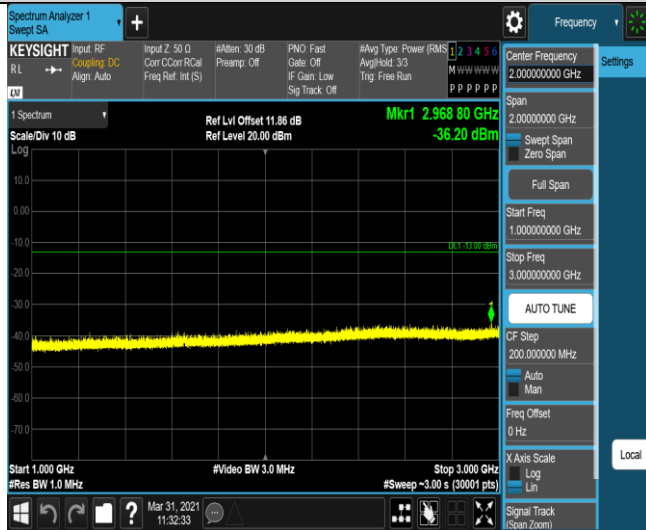 Spectrum Analyzer 1
Swept SA
Frequency
KEYSIGHT
Input: RF
Coupling: DC
Align: Auto
RL
LXI
Input Z: 50 Ω
Corr CCorr RCal
Freq Ref: Int (S)
#Atten: 30 dB
Preamp: Off
PNO: Fast
Gate: Off
IF Gain: Low
Sig Track: Off
#Avg Type: Power (RMS
Avg|Hold: 3/3
Trig: Free Run
1 2 3 4 5 6
M W W W W W
P P P P P P
1 Spectrum
Scale/Div 10 dB
Log
Ref Lvl Offset 11.86 dB
Ref Level 20.00 dBm
Mkr1 2.968 80 GHz
-36.20 dBm
10.0
0.00
-10.0
-20.0
-30.0
-40.0
-50.0
-60.0
-70.0
DL1 -13.00 dBm
1
Start 1.000 GHz
#Res BW 1.0 MHz
#Video BW 3.0 MHz
Stop 3.000 GHz
#Sweep ~3.00 s (30001 pts)
Mar 31, 2021
11:32:33
Center Frequency
2.000000000 GHz
Span
2.00000000 GHz
Swept Span
Zero Span
Full Span
Start Freq
1.000000000 GHz
Stop Freq
3.000000000 GHz
AUTO TUNE
CF Step
200.000000 MHz
Auto
Man
Freq Offset
0 Hz
X Axis Scale
Log
Lin
Signal Track
(Span Zoom)
Settings
Local